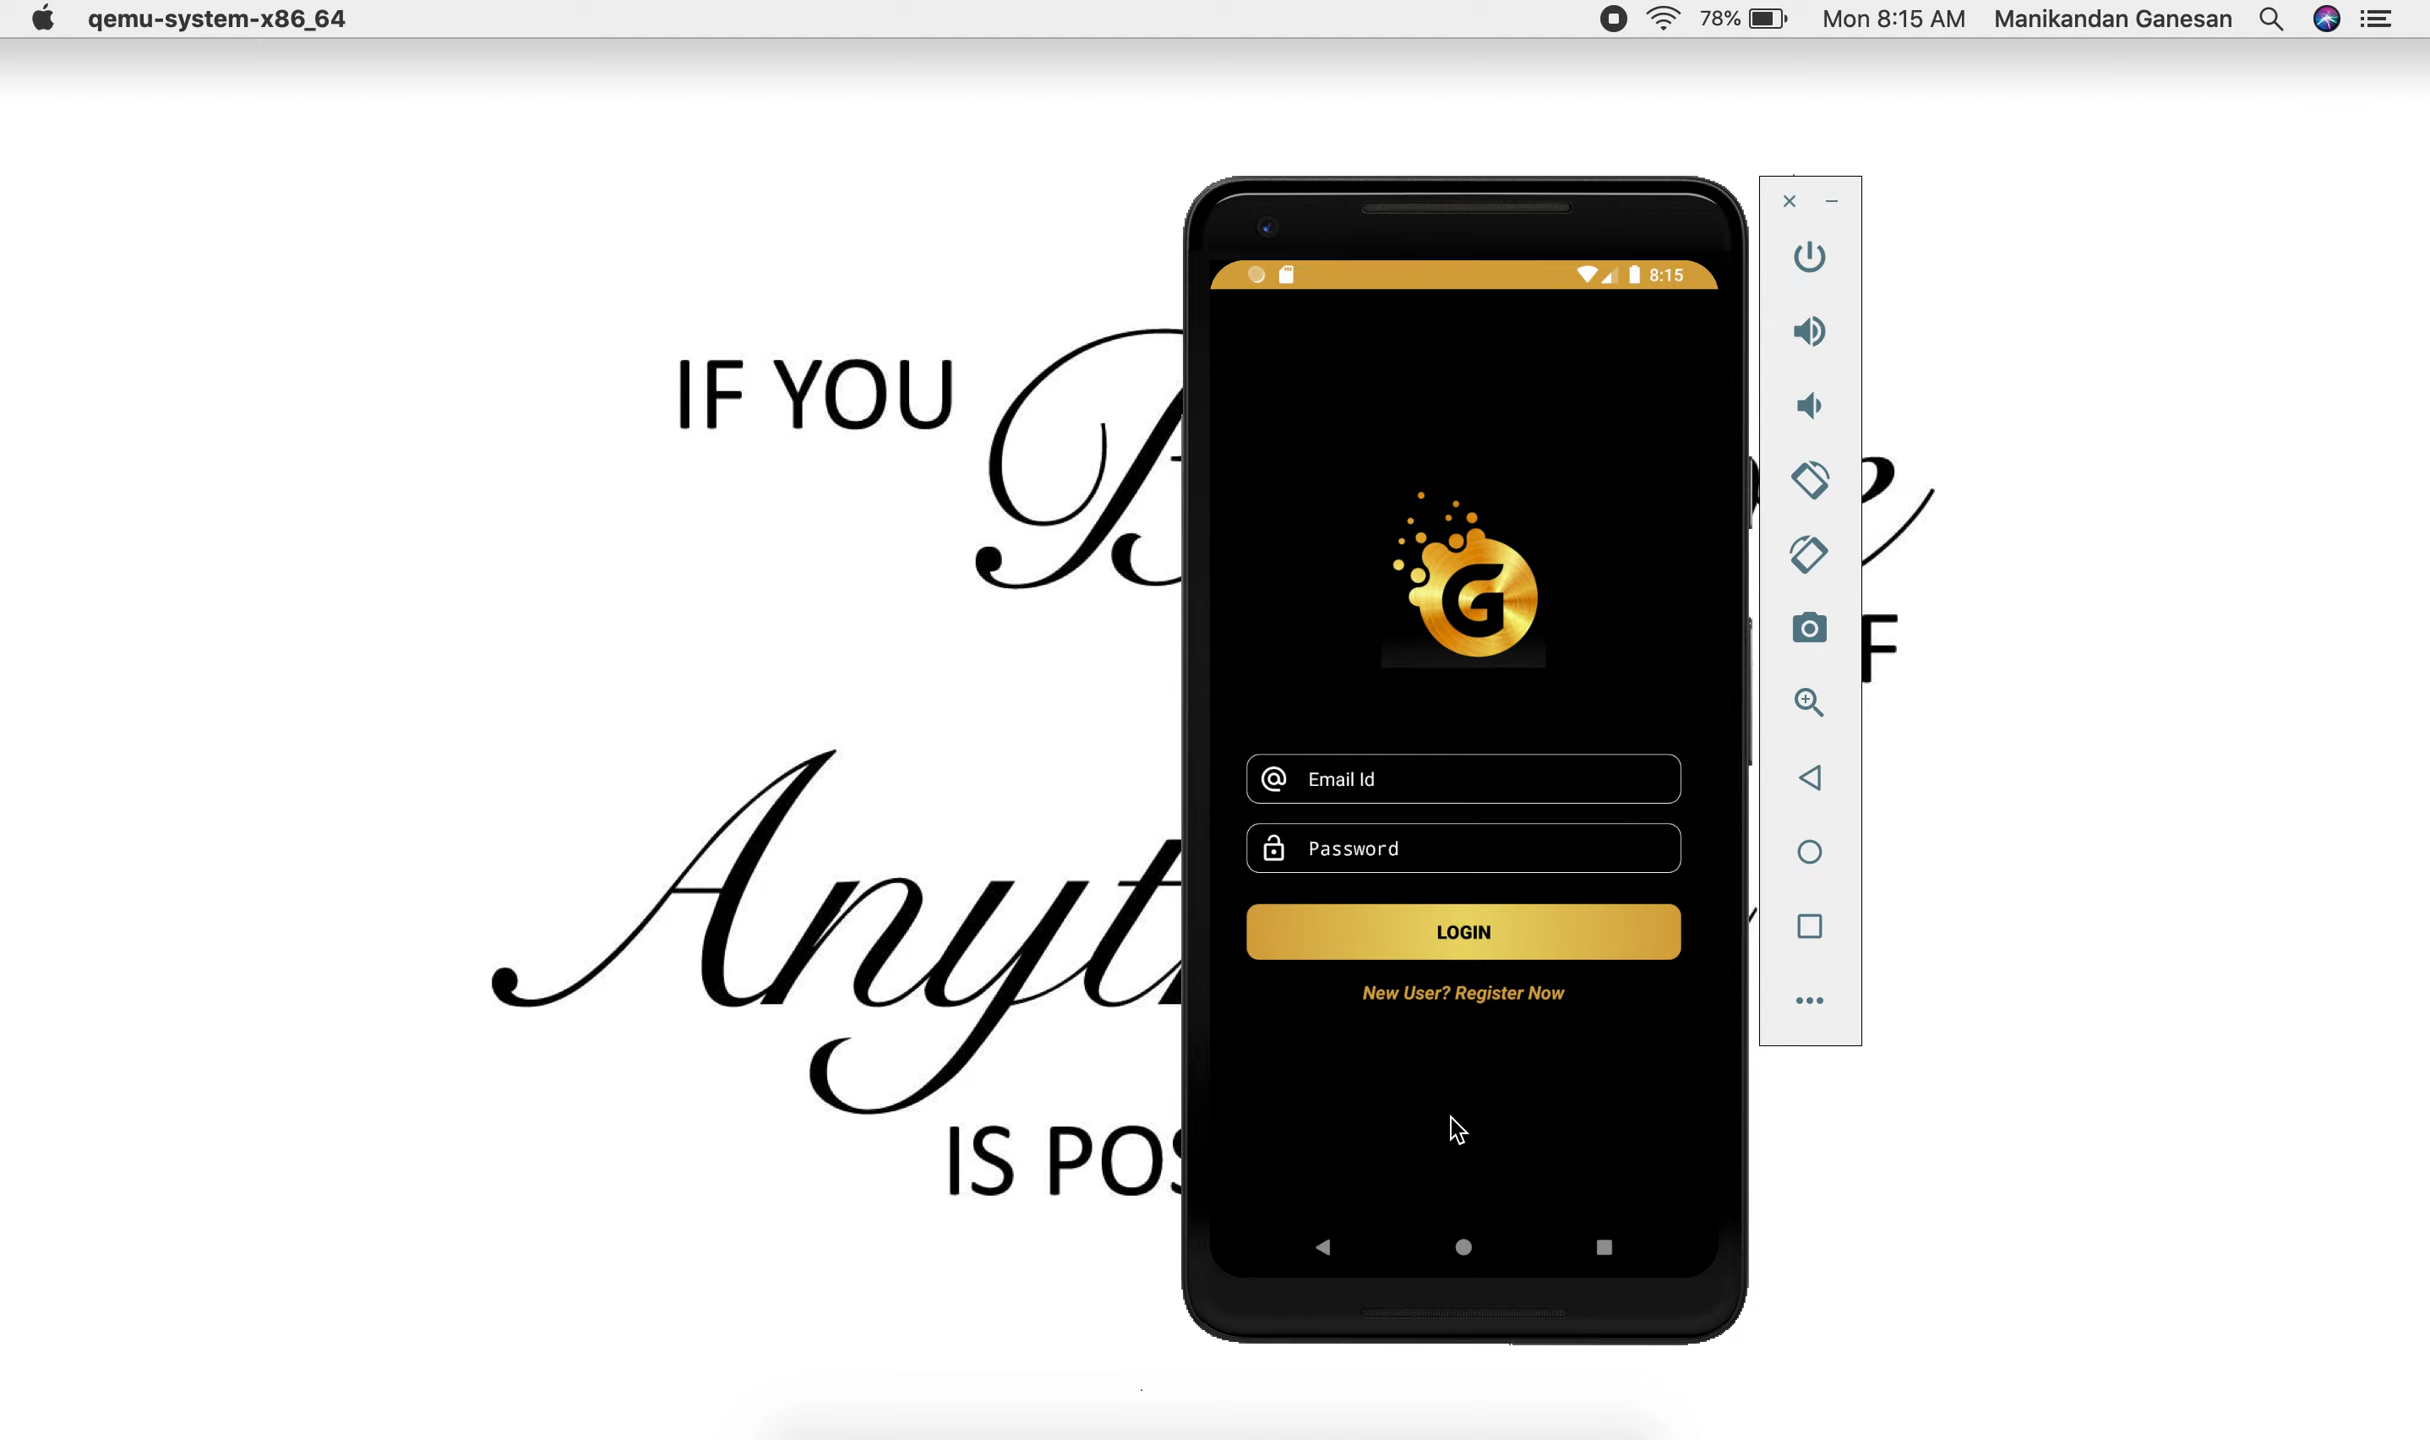 qemu-system-x86_64
78% Mon 8:15 AM Manikandan Ganesan
8:15
IF YOU
F
IS POS
G
Email Id
Password
LOGIN
New User? Register Now